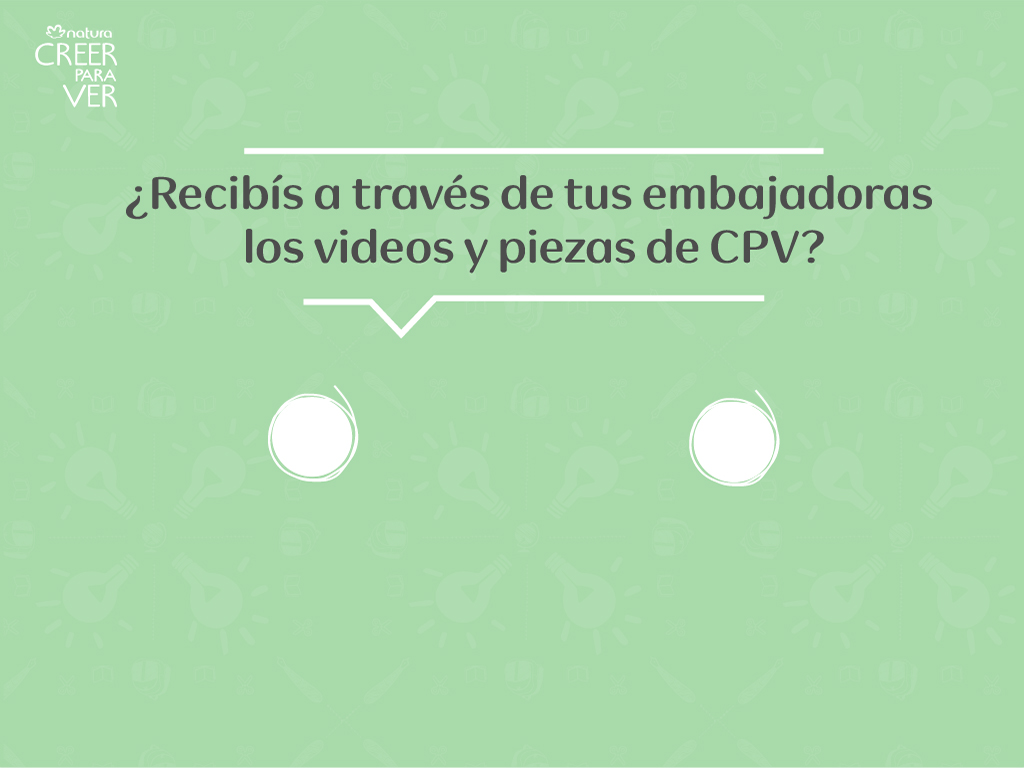 natura
CREER
PARA
VER
¿Recibís a través de tus embajadoras
los videos y piezas de CPV?